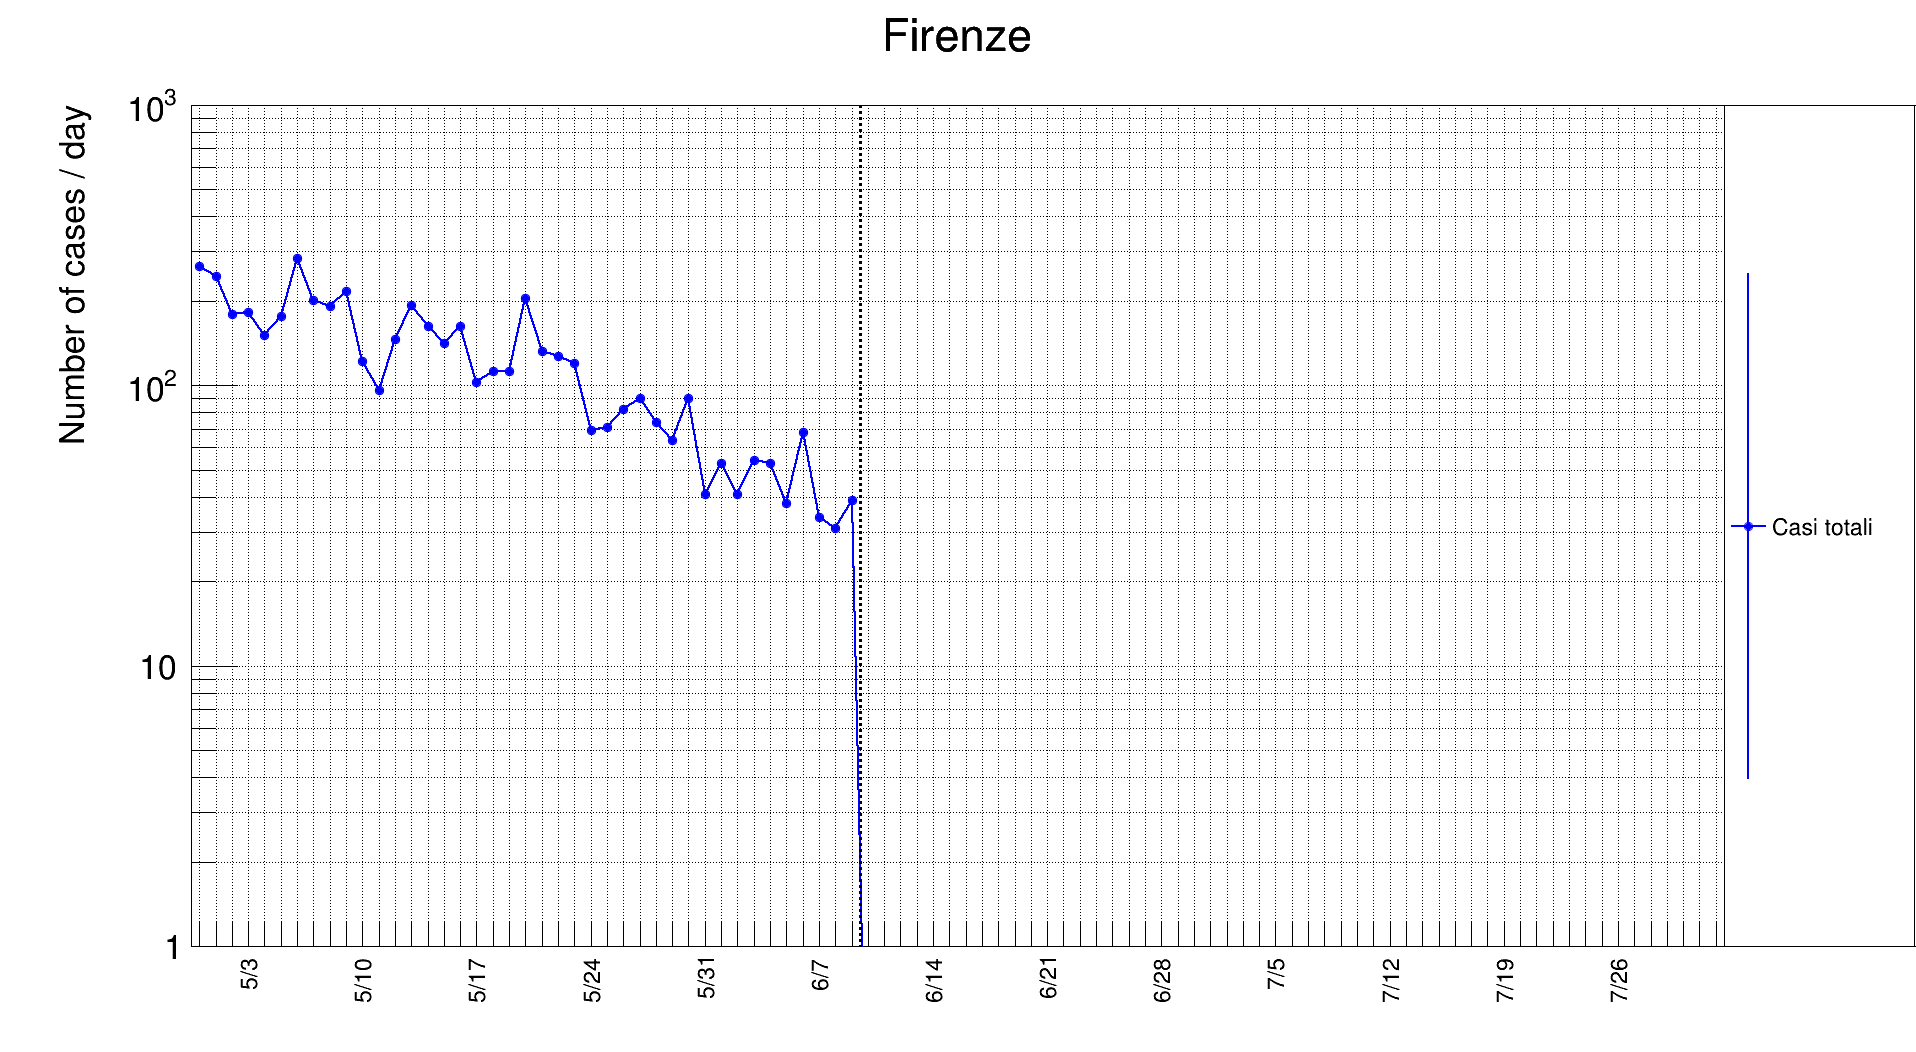 Firenze
Number of cases / day
10³
10²
10
1
5/3 5/10 5/17 5/24 5/31 6/7 6/14 6/21 6/28 7/5 7/12 7/19 7/26
Casi totali